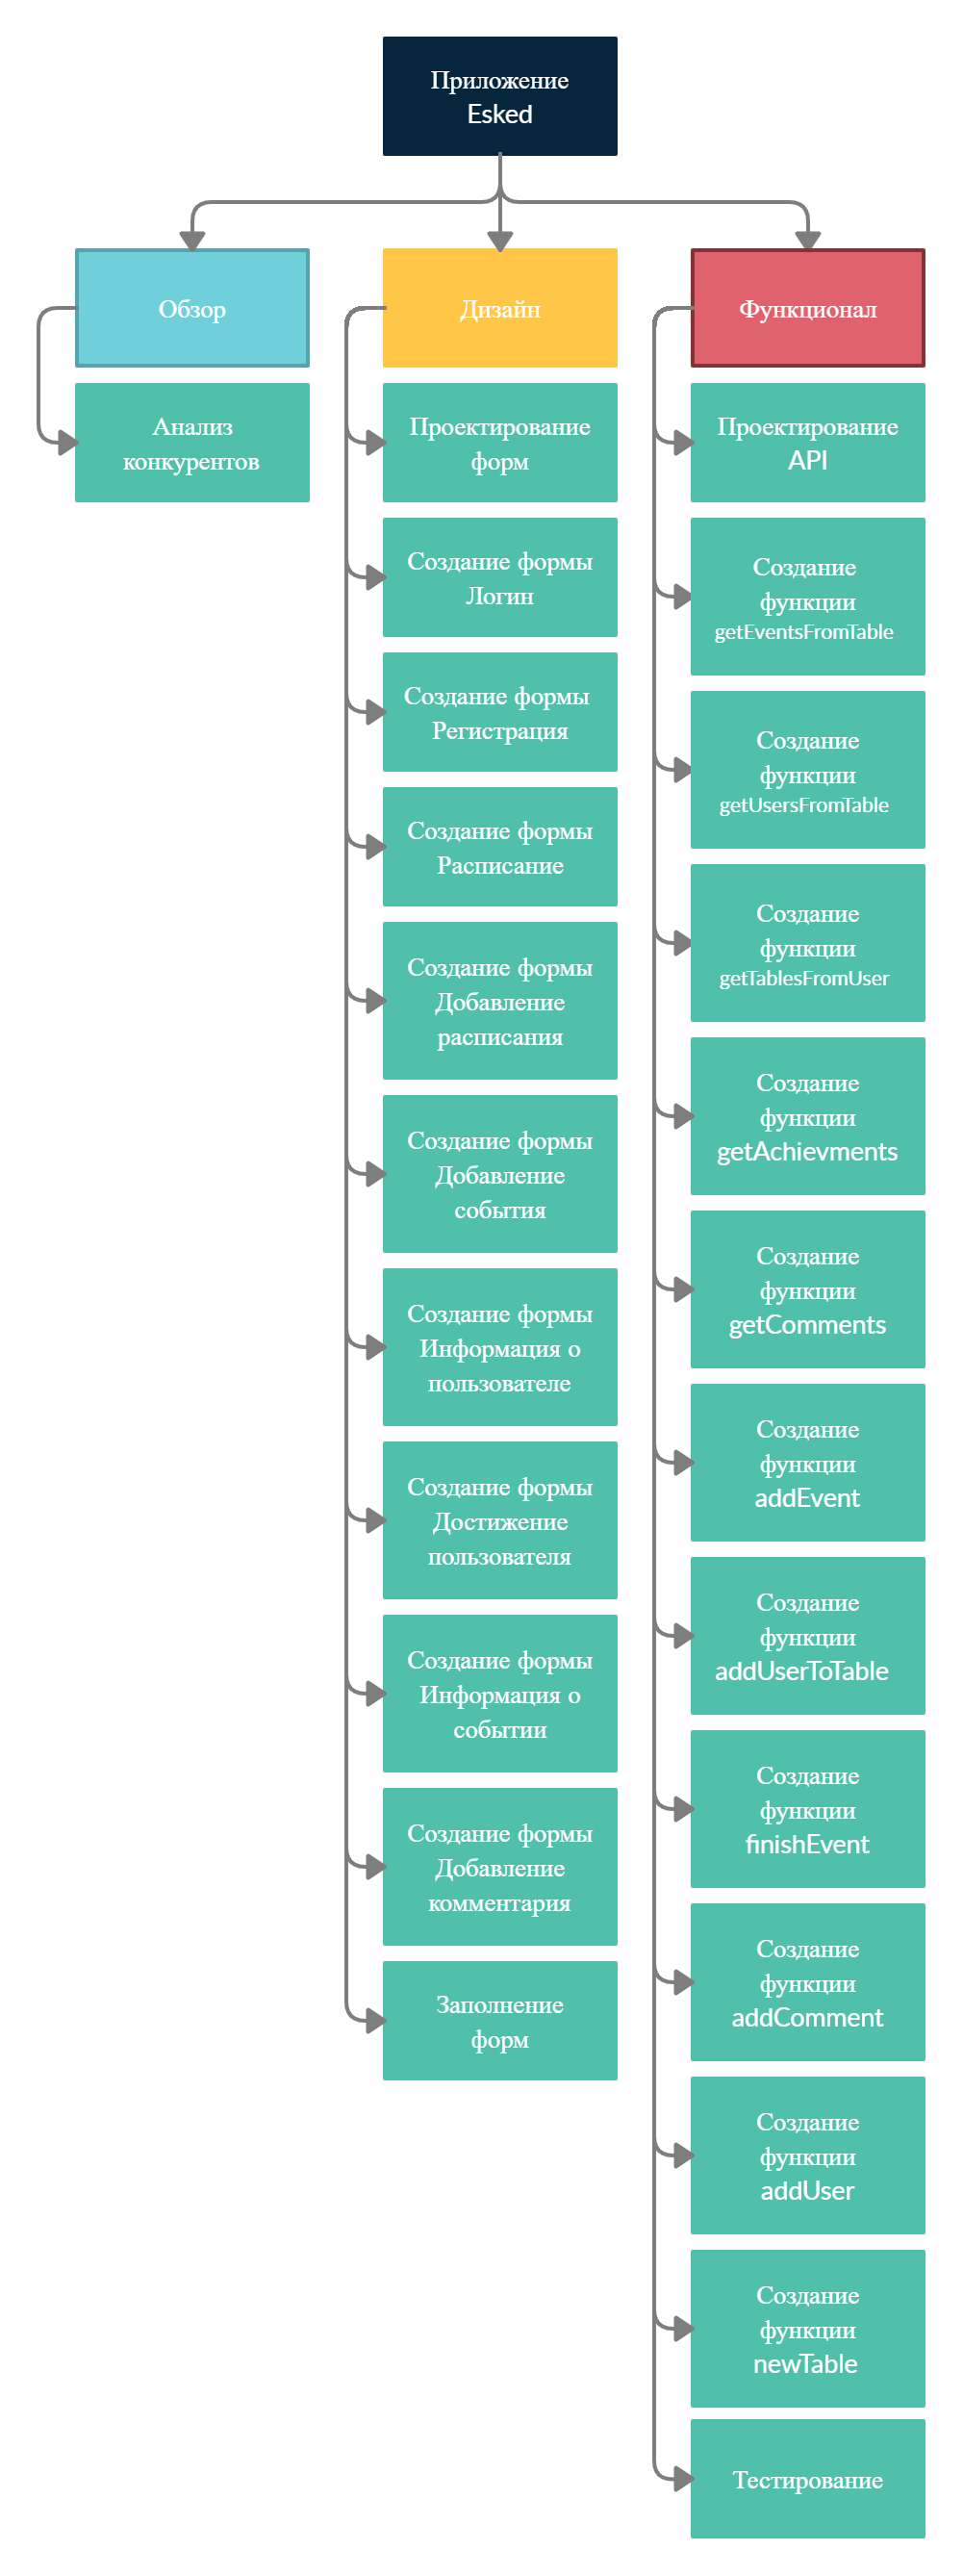 Приложение
Esked
Обзор
Анализ
конкурентов
Дизайн
Проектирование
форм
Создание формы
Логин
Создание формы
Регистрация
Создание формы
Расписание
Создание формы
Добавление
расписания
Создание формы
Добавление
события
Создание формы
Информация о
пользователе
Создание формы
Достижение
пользователя
Создание формы
Информация о
событии
Создание формы
Добавление
комментария
Заполнение
форм
Функционал
Проектирование
API
Создание
функции
getEventsFromTable
Создание
функции
getUsersFromTable
Создание
функции
getTablesFromUser
Создание
функции
getAchievments
Создание
функции
getComments
Создание
функции
addEvent
Создание
функции
addUserToTable
Создание
функции
finishEvent
Создание
функции
addComment
Создание
функции
addUser
Создание
функции
newTable
Тестирование